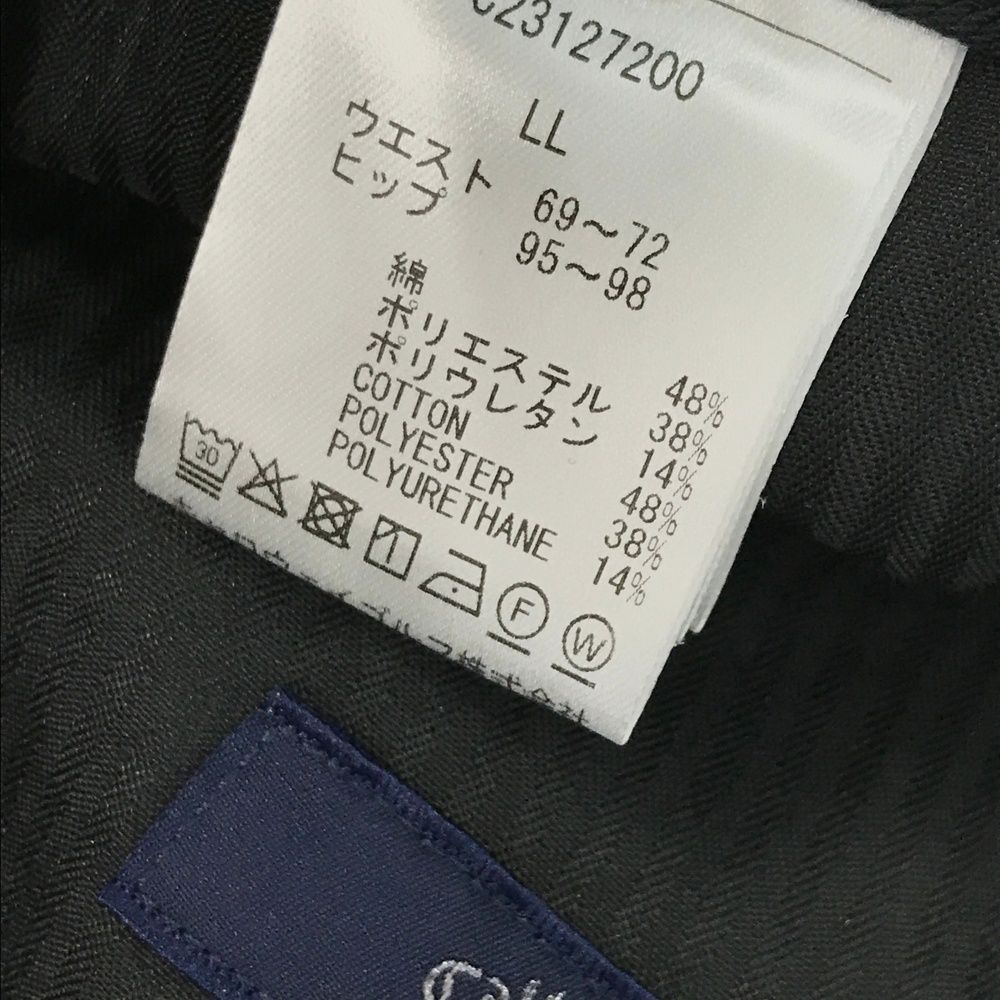 C23127200
LL
ウエスト 69～72
ヒップ 95～98
綿 48%
ポリエステル 38%
ポリウレタン 14%
COTTON 48%
POLYESTER 38%
POLYURETHANE 14%
30
F
W